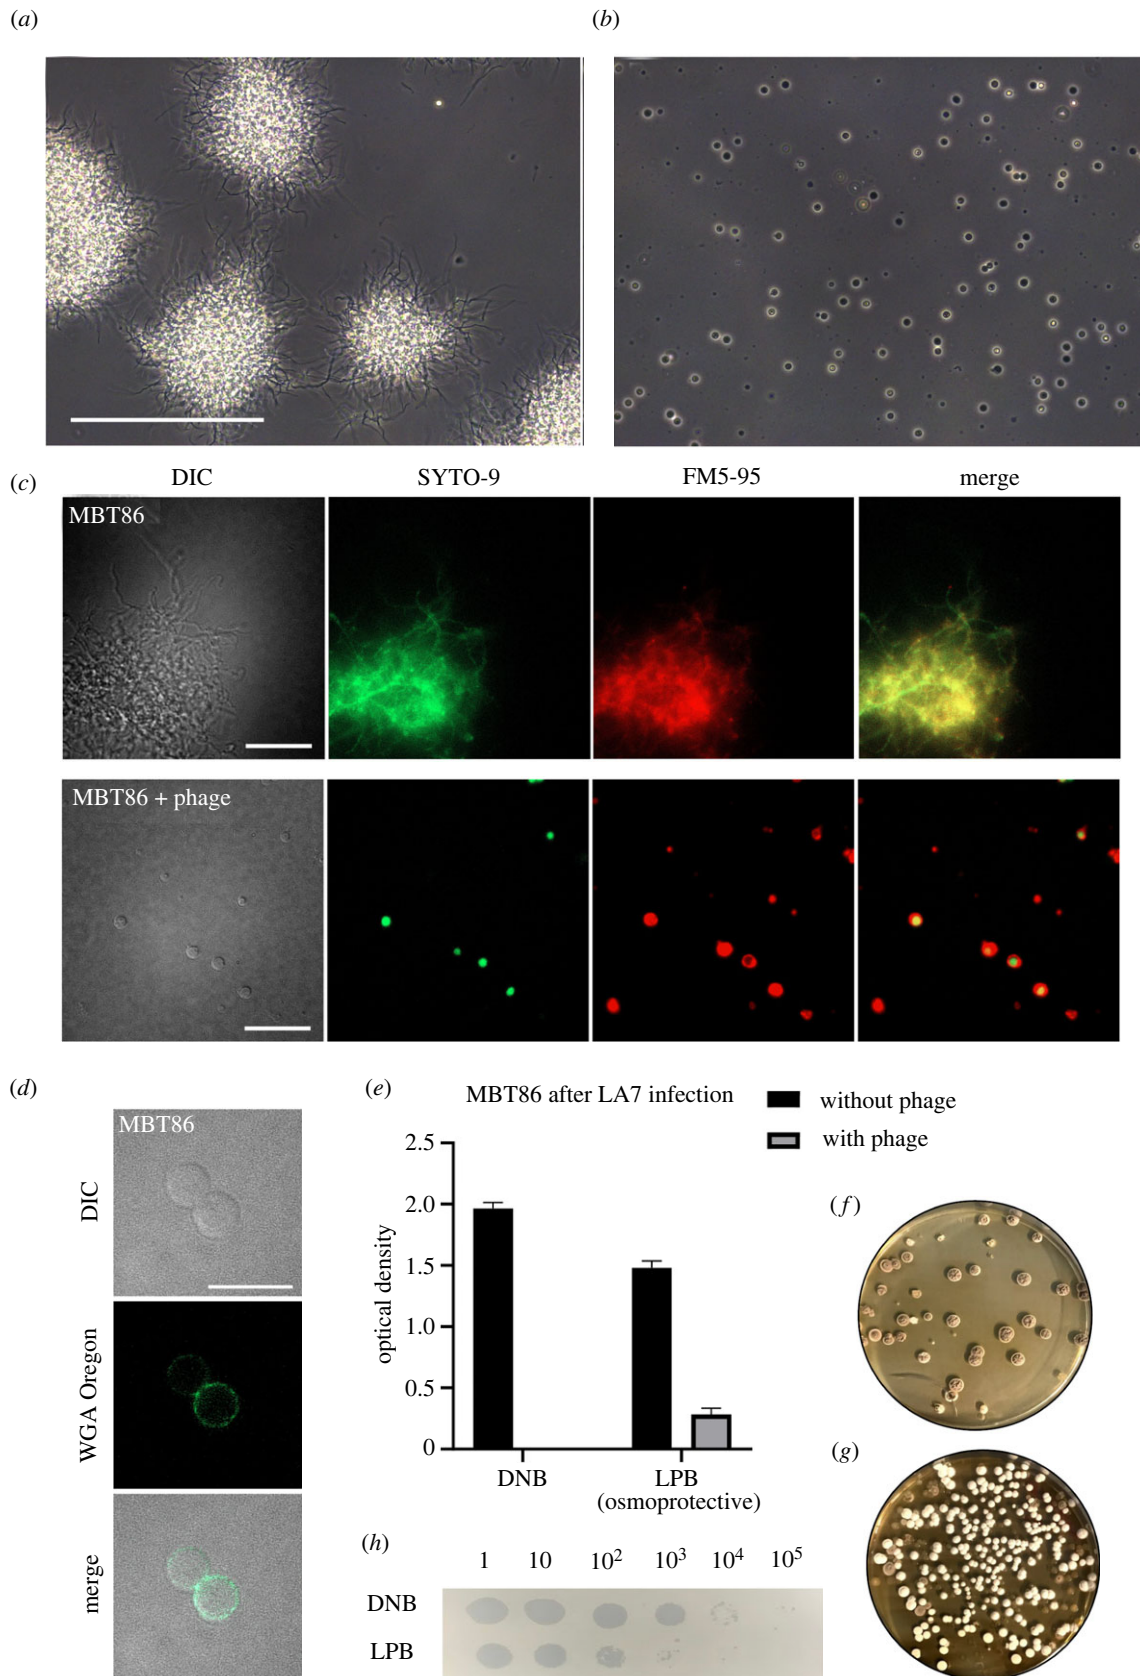 (a)
(b)
(c)
DIC SYTO-9 FM5-95 merge
MBT86
MBT86 + phage
(d)
MBT86
DIC
WGA Oregon
merge
(e)
MBT86 after LA7 infection
without phage
with phage
optical density
2.5
2.0
1.5
1.0
0.5
0
DNB LPB
(osmoprotective)
(f)
(g)
(h)
1 10 10² 10³ 10⁴ 10⁵
DNB
LPB